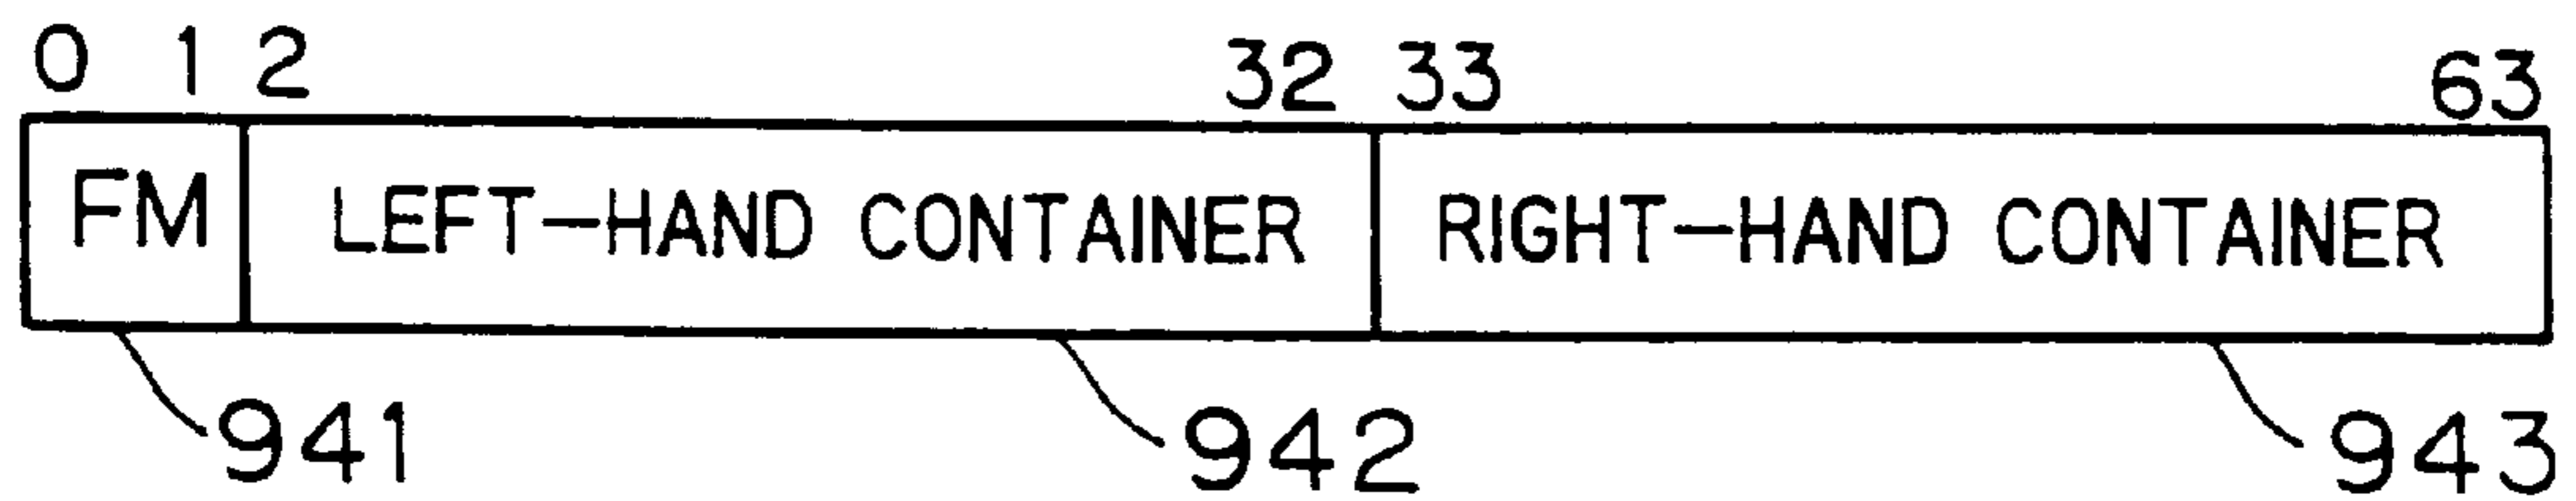 0 1 2 32 33 63
FM LEFT-HAND CONTAINER RIGHT-HAND CONTAINER
941 942 943